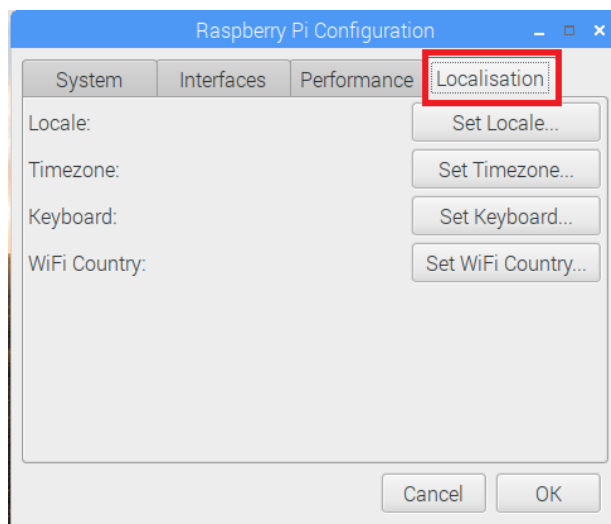 Raspberry Pi Configuration
System Interfaces Performance Localisation
Locale: Set Locale...
Timezone: Set Timezone...
Keyboard: Set Keyboard...
WiFi Country: Set WiFi Country...
Cancel OK